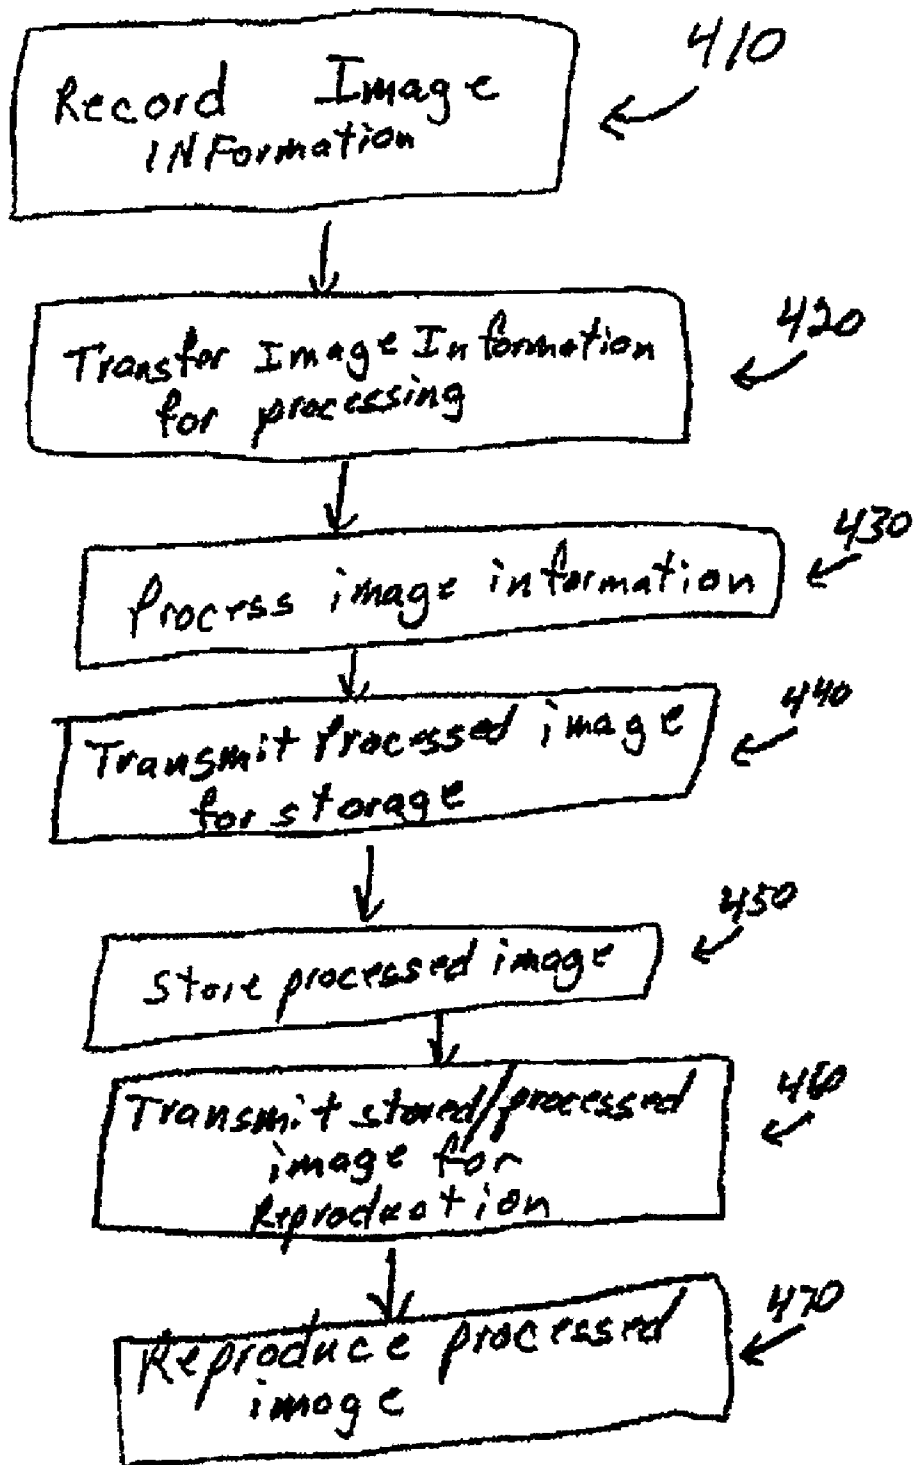 410
Record Image
INFormation
420
Transfer Image Information
for processing
430
Process image information
440
Transmit Processed image
for storage
450
Store processed image
460
Transmit stored/processed
image for
Reproduction
470
Reproduce processed
image